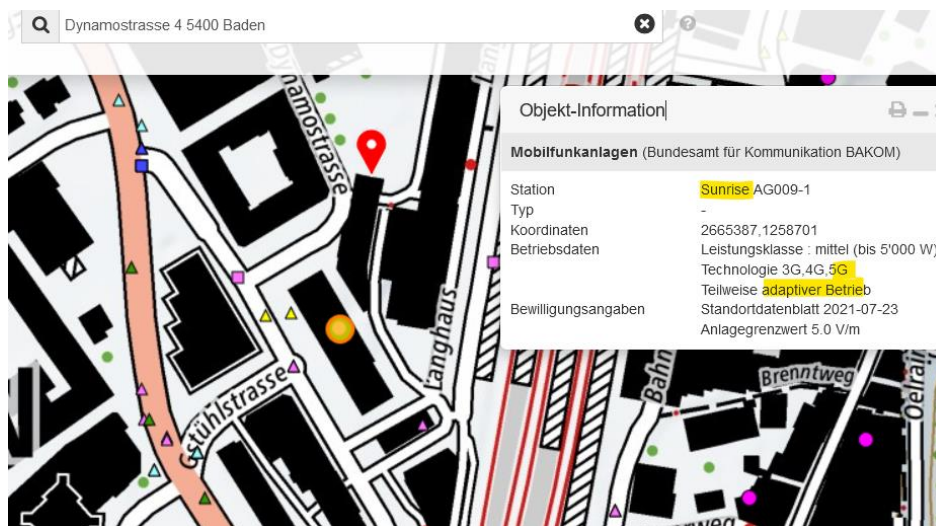 Dynamostrasse 4 5400 Baden
Objekt-Information
Mobilfunkanlagen (Bundesamt für Kommunikation BAKOM)
Station Sunrise AG009-1
Typ -
Koordinaten 2665387,1258701
Betriebsdaten Leistungsklasse : mittel (bis 5'000 W)
Technologie 3G,4G,5G
Teilweise adaptiver Betrieb
Bewilligungsangaben Standortdatenblatt 2021-07-23
Anlagegrenzwert 5.0 V/m
Dynamostrasse
Langhaus
Gstühlstrasse
Bahn
Brenntweg
Oelrain